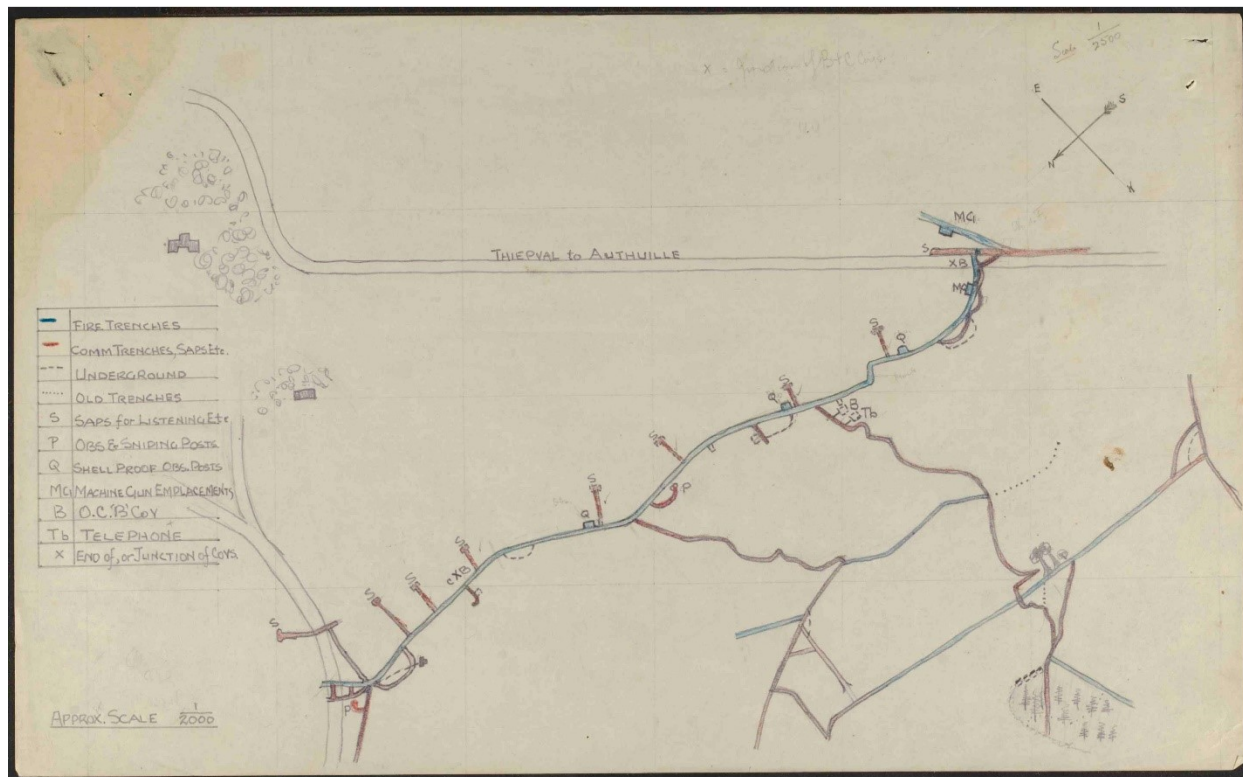 1
2500
X = Junction of B & C Coys
E
S
N
MG
S
THIEPVAL to AUTHUILLE
XB
MG
S
Q
FIRE TRENCHES
COMM TRENCHES, SAPS Etc.
UNDERGROUND
OLD TRENCHES
S SAPS for LISTENING Etc
P OBS & SNIPING POSTS
Q SHELL PROOF OBS. POSTS
MG MACHINE GUN EMPLACEMENTS
B O.C. 'B' COY
Tb TELEPHONE
X END of, or JUNCTION of COYS.
S
Q
B
Tb
S
P
S
Q
P
S
CXB
S
S
S
P
APPROX. SCALE 1
2000